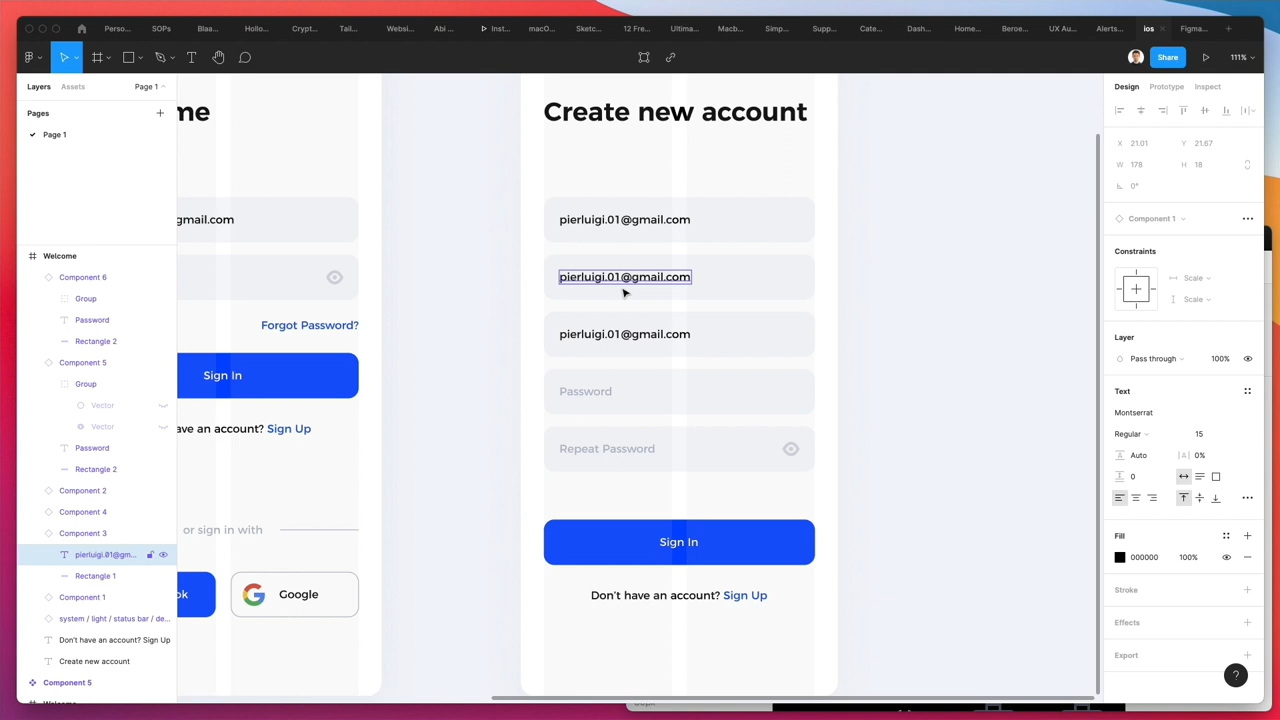 Perso...
SOPs
Blaa...
Hollo...
Crypt...
Tail...
Websi...
Abi ...
Inst...
macO...
Sketc...
12 Fre...
Ultima...
Macb...
Simp...
Supp...
Cate...
Dash...
Home...
Beroe...
UX Au...
Alerts...
ios
Figma...
Share
111%
Layers
Assets
Page 1
Pages
Page 1
Welcome
Component 6
Group
Password
Rectangle 2
Component 5
Group
Vector
Vector
Password
Rectangle 2
Component 2
Component 4
Component 3
pierluigi.01@gm...
Rectangle 1
Component 1
system / light / status bar / de...
Don't have an account? Sign Up
Create new account
Component 5
me
gmail.com
Forgot Password?
Sign In
ave an account? Sign Up
or sign in with
ok
Google
Create new account
pierluigi.01@gmail.com
pierluigi.01@gmail.com
pierluigi.01@gmail.com
Password
Repeat Password
Sign In
Don't have an account? Sign Up
Design
Prototype
Inspect
X 21.01
Y 21.67
W 178
H 18
0°
Component 1
Constraints
Scale
Scale
Layer
Pass through
100%
Text
Montserrat
Regular
15
Auto
0%
0
Fill
000000
100%
Stroke
Effects
Export
?